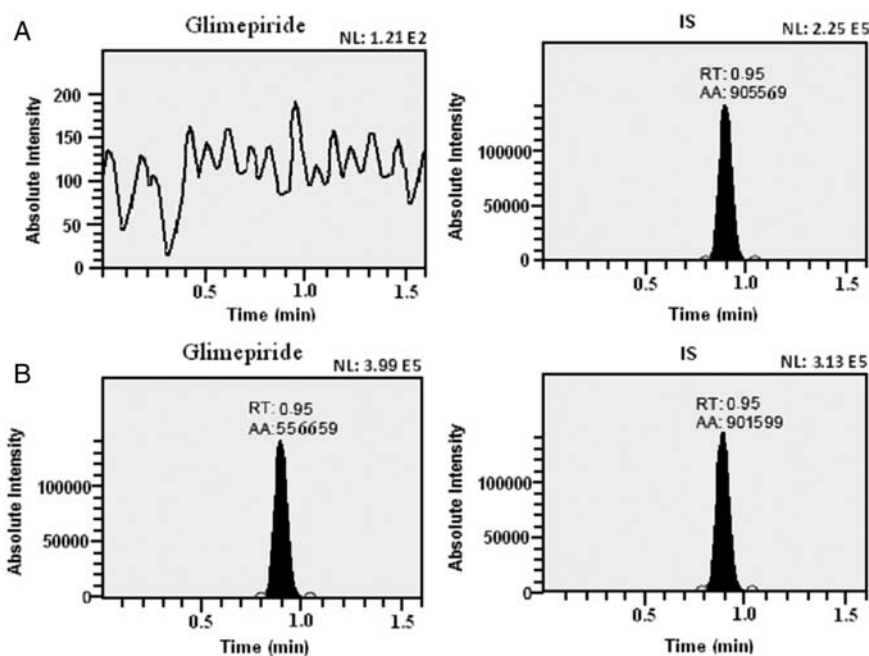 A
Glimepiride
NL: 1.21 E2
Absolute Intensity
200
150
100
50
0
0.5
1.0
1.5
Time (min)
IS
NL: 2.25 E5
RT: 0.95
AA: 905569
Absolute Intensity
100000
50000
0
0.5
1.0
1.5
Time (min)
B
Glimepiride
NL: 3.99 E5
RT: 0.95
AA: 556659
Absolute Intensity
100000
50000
0
0.5
1.0
1.5
Time (min)
IS
NL: 3.13 E5
RT: 0.95
AA: 901599
Absolute Intensity
100000
50000
0
0.5
1.0
1.5
Time (min)